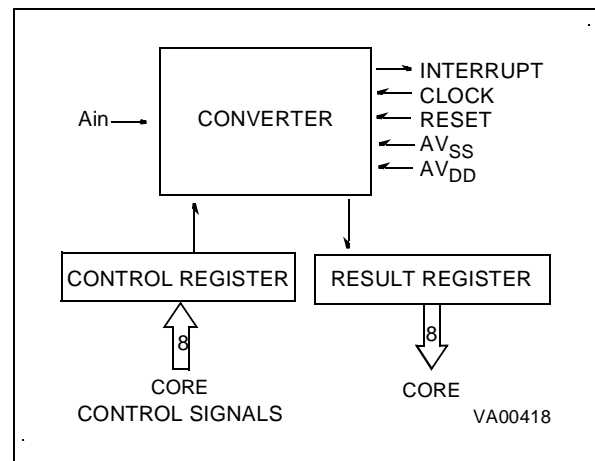 INTERRUPT
CLOCK
Ain
CONVERTER
RESET
AVSS
AVDD
CONTROL REGISTER
RESULT REGISTER
8
8
CORE
CONTROL SIGNALS
CORE
VA00418